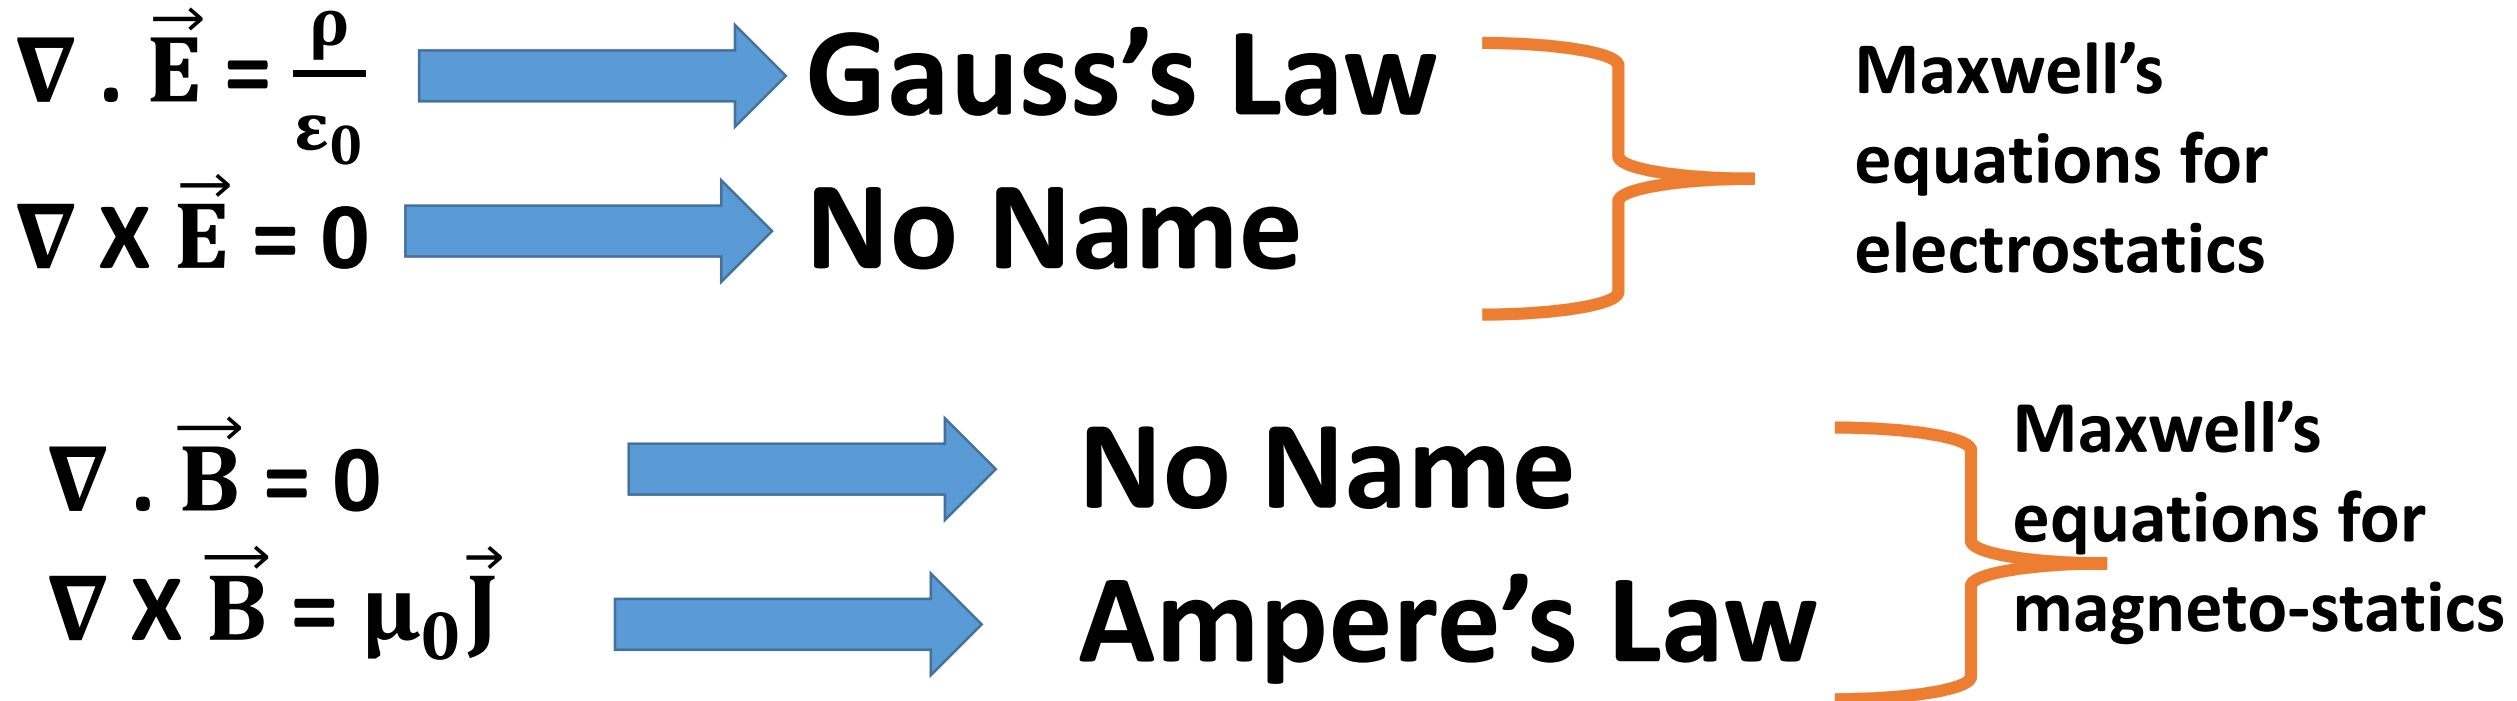 ∇ . E⃗ = ρ/ε₀ Gauss's Law
∇ X E⃗ = 0 No Name
Maxwell's
equations for
electrostatics
∇ . B⃗ = 0 No Name
∇ X B⃗ = μ₀J⃗ Ampere's Law
Maxwell's
equations for
magneto-statics